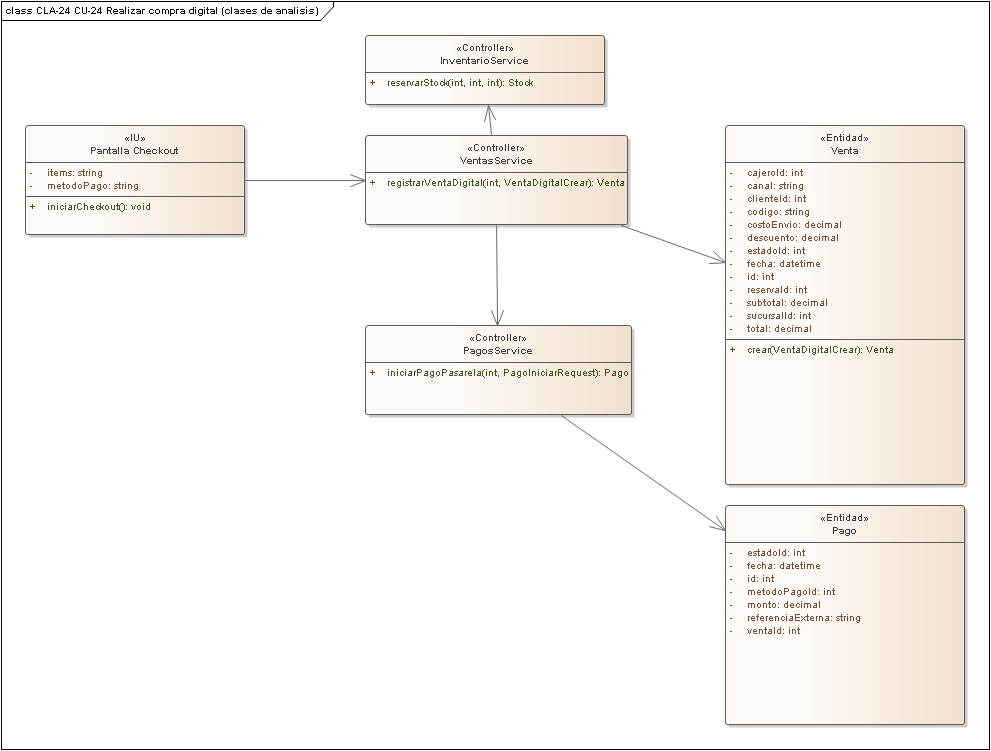 class CLA-24 CU-24 Realizar compra digital (clases de analisis)
«Controller»
InventarioService
+ reservarStock(int, int, int): Stock
«IU»
Pantalla Checkout
- items: string
- metodoPago: string
+ iniciarCheckout(): void
«Controller»
VentasService
+ registrarVentaDigital(int, VentaDigitalCrear): Venta
«Entidad»
Venta
- cajeroId: int
- canal: string
- clienteId: int
- codigo: string
- costoEnvio: decimal
- descuento: decimal
- estadoId: int
- fecha: datetime
- id: int
- reservaId: int
- subtotal: decimal
- sucursalId: int
- total: decimal
+ crear(VentaDigitalCrear): Venta
«Controller»
PagosService
+ iniciarPagoPasarela(int, PagoIniciarRequest): Pago
«Entidad»
Pago
- estadoId: int
- fecha: datetime
- id: int
- metodoPagoId: int
- monto: decimal
- referenciaExterna: string
- ventaId: int